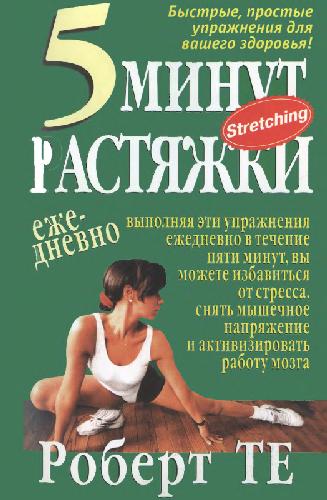 Быстрые, простые
упражнения для
вашего здоровья!
5 МИНУТ
Stretching
РАСТЯЖКИ
еже-
дневно
выполняя эти упражнения
ежедневно в течение
пяти минут, вы
можете избавиться
от стресса,
снять мышечное
напряжение
и активизировать
работу мозга
Роберт ТЕ